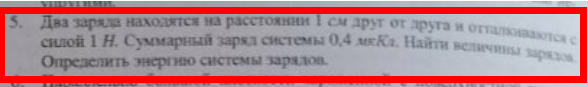 упругими.
5. Два заряда находятся на расстоянии 1 см друг от друга и отталкиваются с
силой 1 Н. Суммарный заряд системы 0,4 мкКл. Найти величины зарядов.
Определить энергию системы зарядов.